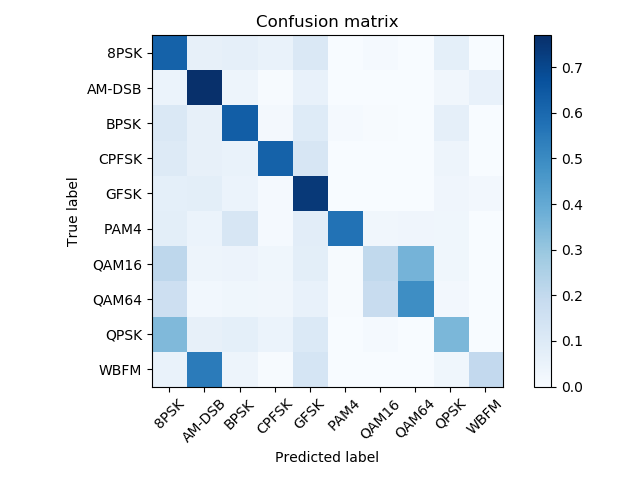 Confusion matrix
True label
8PSK
AM-DSB
BPSK
CPFSK
GFSK
PAM4
QAM16
QAM64
QPSK
WBFM
8PSK
AM-DSB
BPSK
CPFSK
GFSK
PAM4
QAM16
QAM64
QPSK
WBFM
Predicted label
0.7
0.6
0.5
0.4
0.3
0.2
0.1
0.0